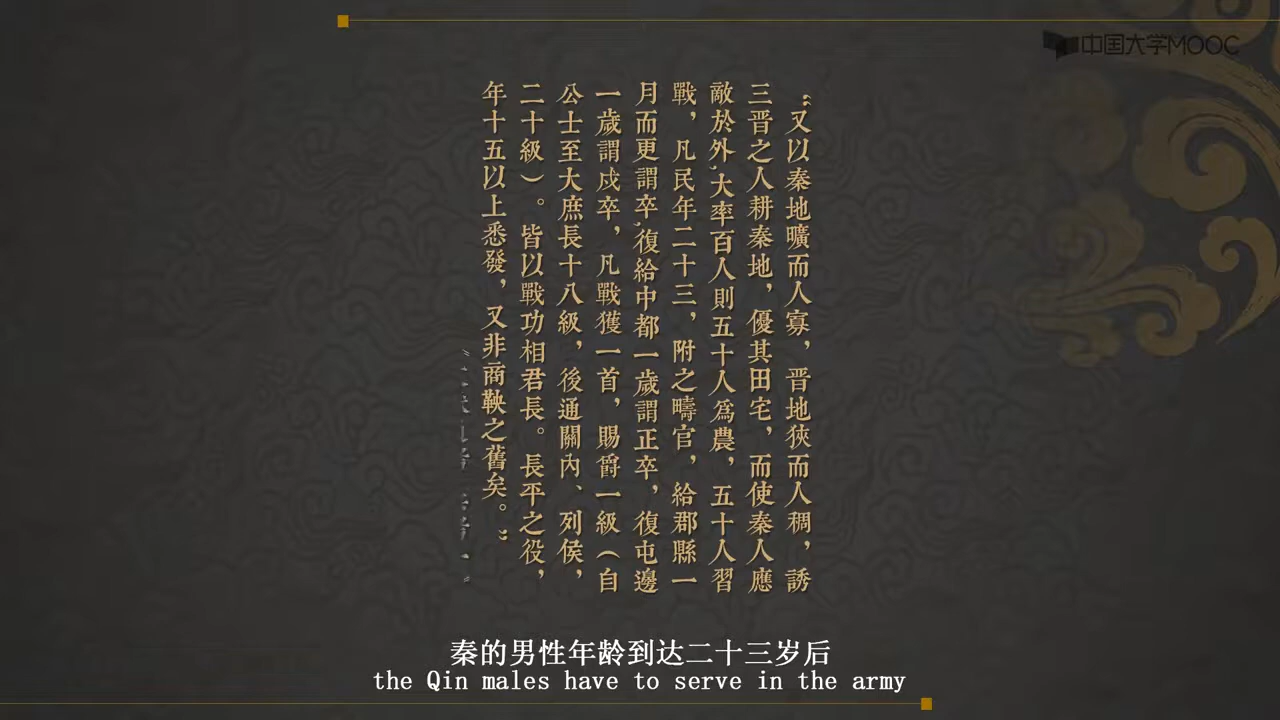 中国大学MOOC
“又以秦地曠而人寡，晋地狹而人稠，誘
三晋之人耕秦地，優其田宅，而使秦人應
敵於外，大率百人則五十人爲農，五十人習
戰，凡民年二十三，附之疇官，給郡縣一
月而更謂卒，復給中都一歲謂正卒，復屯邊
一歲謂戍卒，凡戰獲一首，賜爵一級（自
公士至大庶長十八級，後通關內、列侯，
二十級）。皆以戰功相君長。長平之役，
年十五以上悉發，又非商鞅之舊矣。”
秦的男性年龄到达二十三岁后
the Qin males have to serve in the army